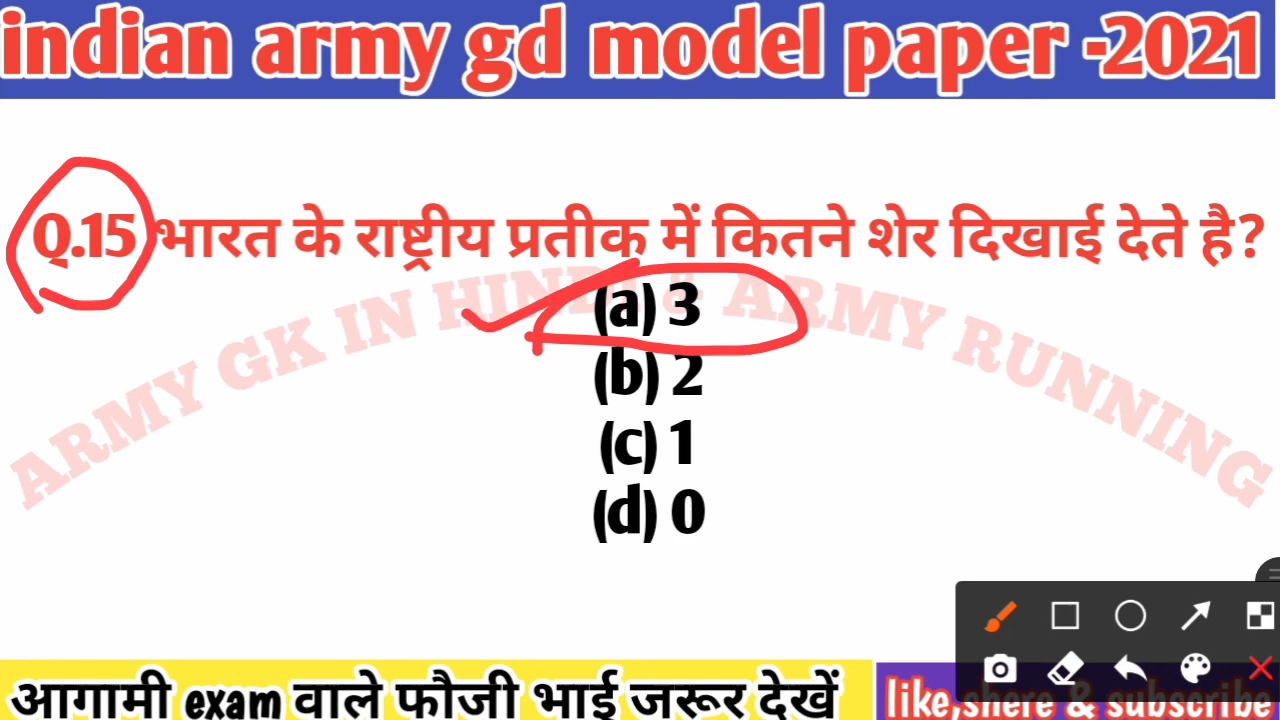 indian army gd model paper -2021
Q.15 भारत के राष्ट्रीय प्रतीक में कितने शेर दिखाई देते है?
ARMY GK IN HINDI & ARMY RUNNING
(a) 3
(b) 2
(c) 1
(d) 0
आगामी exam वाले फौजी भाई जरूर देखें
like,shere & subscribe